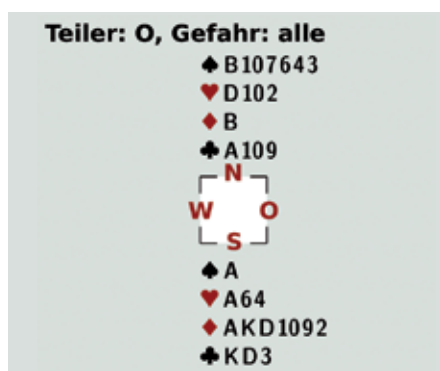 Teiler: O, Gefahr: alle
♠ B107643
♥ D102
♦ B
♣ A109
N
W O
S
♠ A
♥ A64
♦ AKD1092
♣ KD3